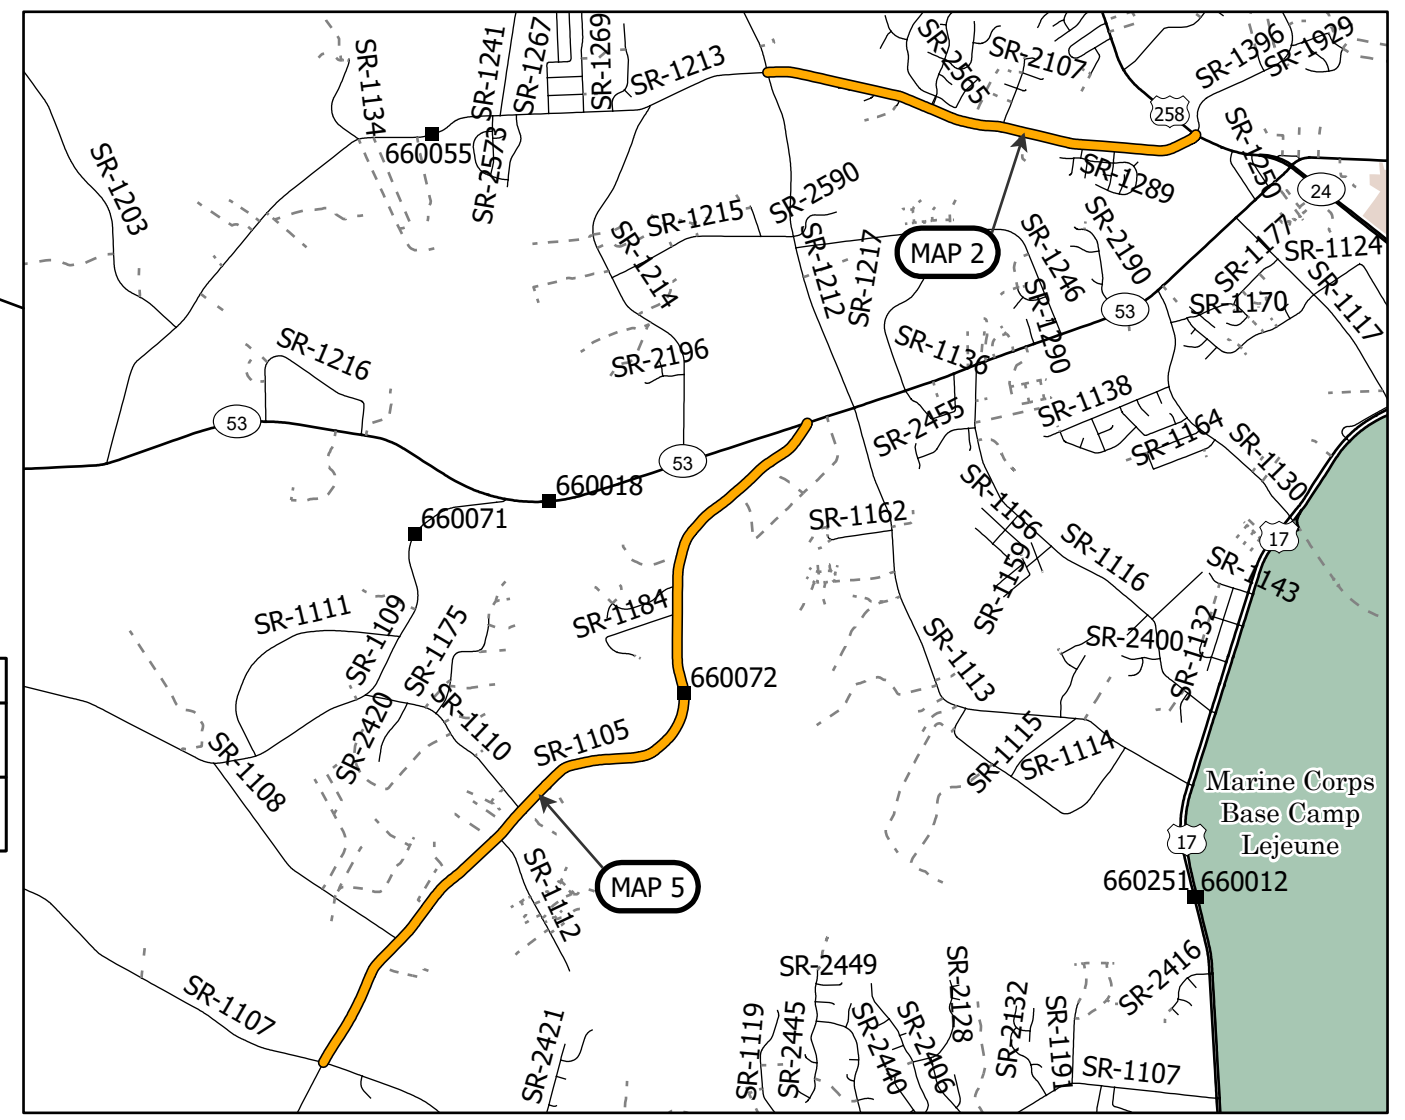 SR-1134
SR-1241
SR-1267
SR-1269
SR-1213
SR-2565
SR-2107
SR-1396
SR-1929
258
660055
SR-2573
SR-1203
SR-1250
24
SR-1289
SR-2590
SR-1215
SR-1214
SR-1212
SR-1217
MAP 2
SR-1246
SR-2190
SR-1177
SR-1124
SR-1170
SR-1117
53
SR-1290
SR-1136
SR-1216
SR-2196
53
SR-2455
SR-1138
SR-1164
SR-1130
53
660018
660071
SR-1162
SR-1156
SR-1159
SR-1116
17
SR-1143
SR-1132
SR-2400
SR-1111
SR-1109
SR-1175
SR-1184
660072
SR-1113
SR-2420
SR-1110
SR-1105
SR-1108
SR-1115
SR-1114
Marine Corps
Base Camp
Lejeune
17
660251
660012
MAP 5
SR-1112
SR-1107
SR-2421
SR-2449
SR-1119
SR-2445
SR-2440
SR-2406
SR-2128
SR-2132
SR-1191
SR-2416
SR-1107